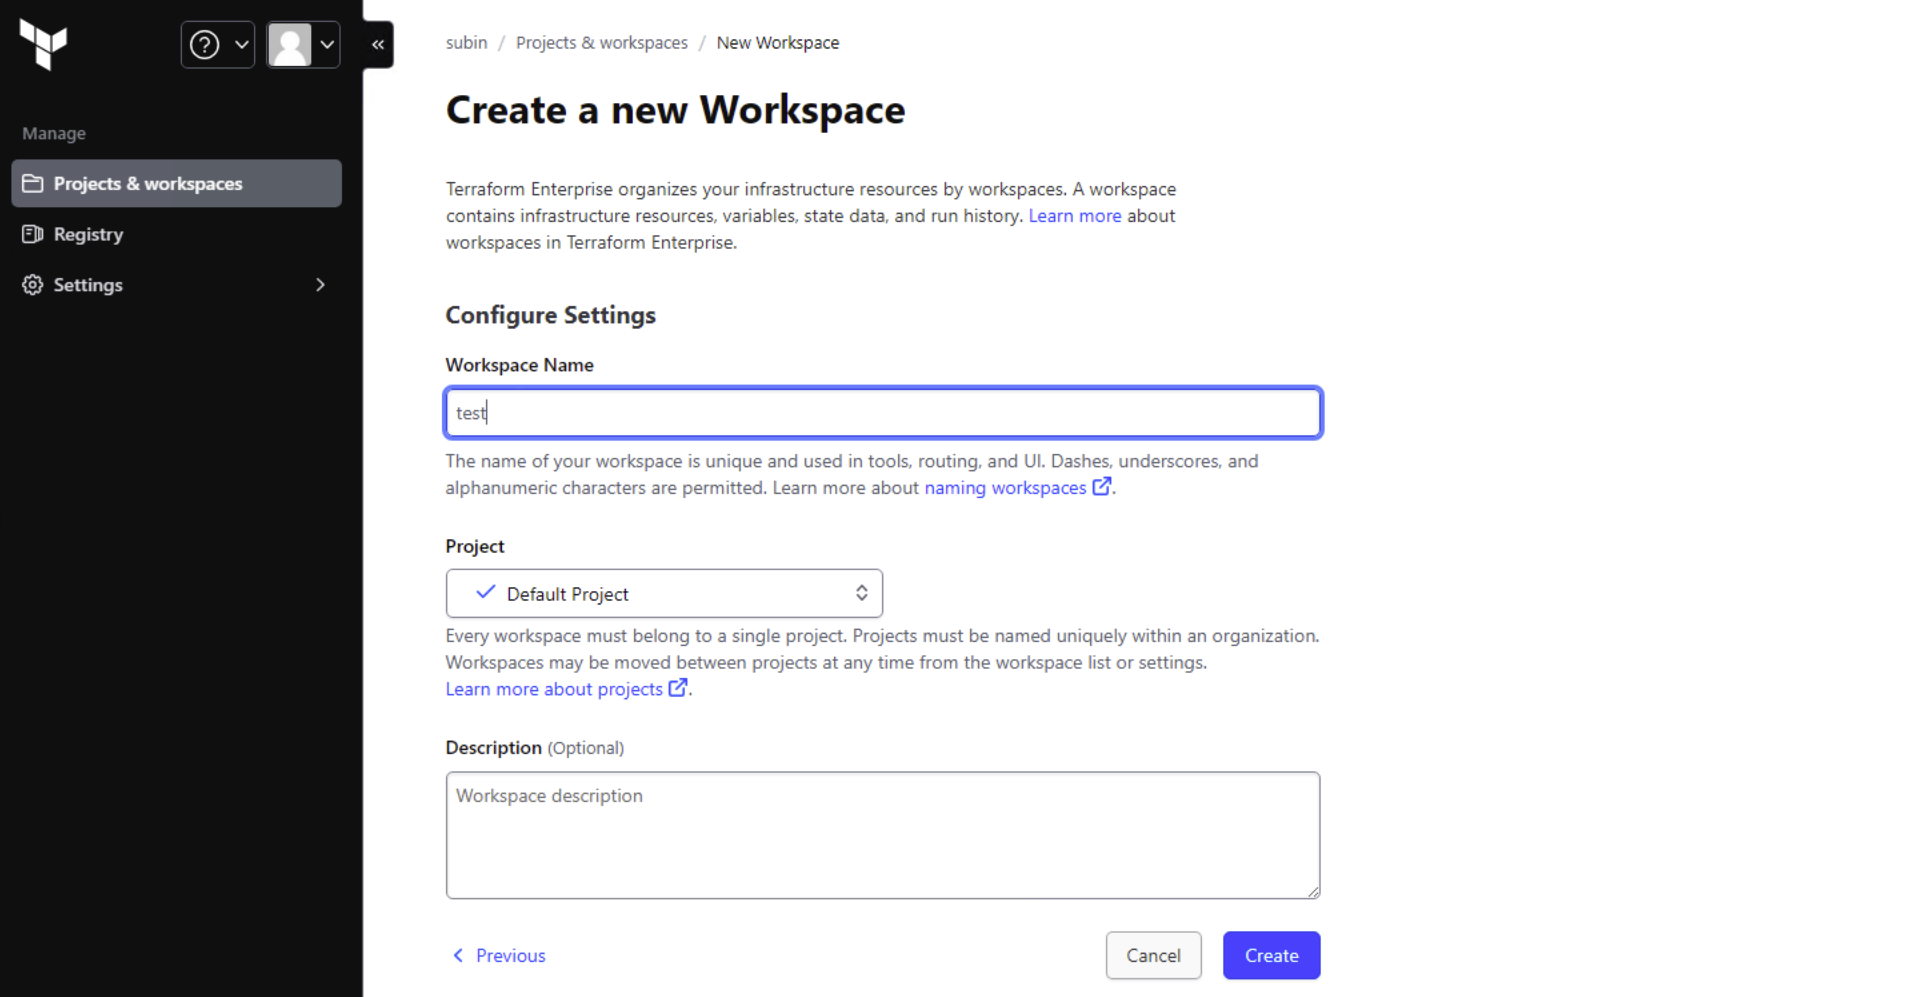 subin / Projects & workspaces / New Workspace
Manage
Projects & workspaces
Registry
Settings
Create a new Workspace
Terraform Enterprise organizes your infrastructure resources by workspaces. A workspace
contains infrastructure resources, variables, state data, and run history. Learn more about
workspaces in Terraform Enterprise.
Configure Settings
Workspace Name
test
The name of your workspace is unique and used in tools, routing, and UI. Dashes, underscores, and
alphanumeric characters are permitted. Learn more about naming workspaces.
Project
Default Project
Every workspace must belong to a single project. Projects must be named uniquely within an organization.
Workspaces may be moved between projects at any time from the workspace list or settings.
Learn more about projects.
Description (Optional)
Workspace description
Previous
Cancel
Create